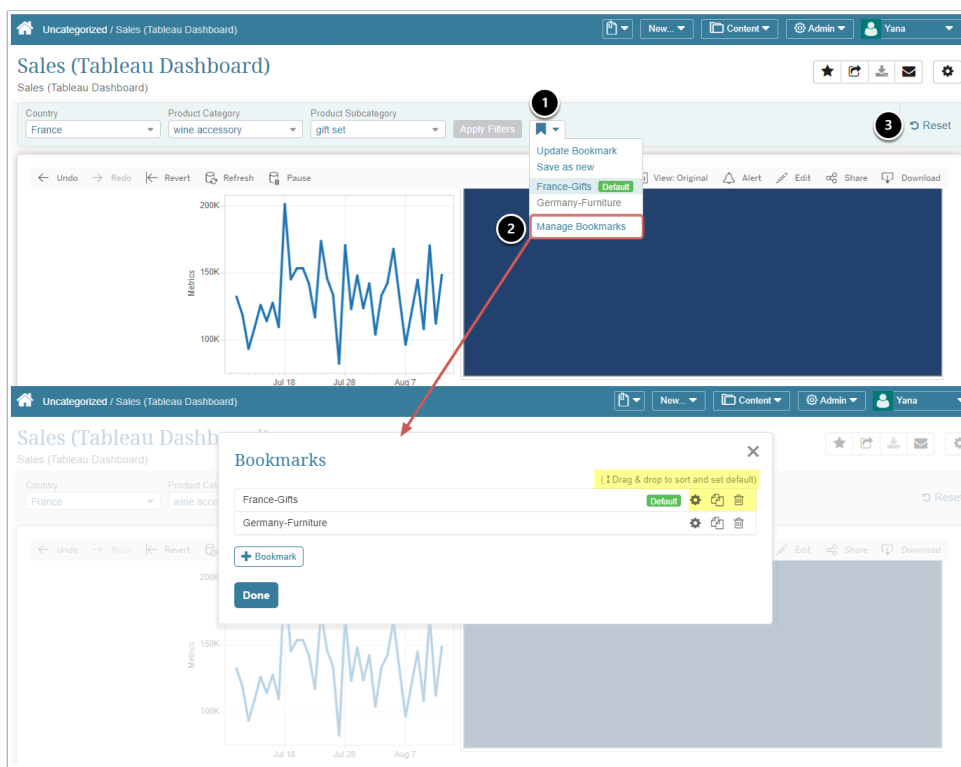 Uncategorized / Sales (Tableau Dashboard) New... Content Admin Yana
Sales (Tableau Dashboard)
Sales (Tableau Dashboard)
Country Product Category Product Subcategory
France wine accessory gift set Apply Filters Reset
1
3
Update Bookmark
Save as new
France-Gifts Default
Germany-Furniture
2 Manage Bookmarks
Undo Redo Revert Refresh Pause View: Original Alert Edit Share Download
200K
150K
100K
Metrics
Jul 18 Jul 28 Aug 7
Uncategorized / Sales (Tableau Dashboard) New... Content Admin Yana
Sales (Tableau Dashb
Sales (Tableau Dashboard)
Country Product Cat
France wine acce Reset
Bookmarks
( Drag & drop to sort and set default)
France-Gifts Default
Germany-Furniture
Bookmark
Done
Undo Redo Revert Edit Share Download
200K
150K
100K
Metrics
Jul 18 Jul 28 Aug 7